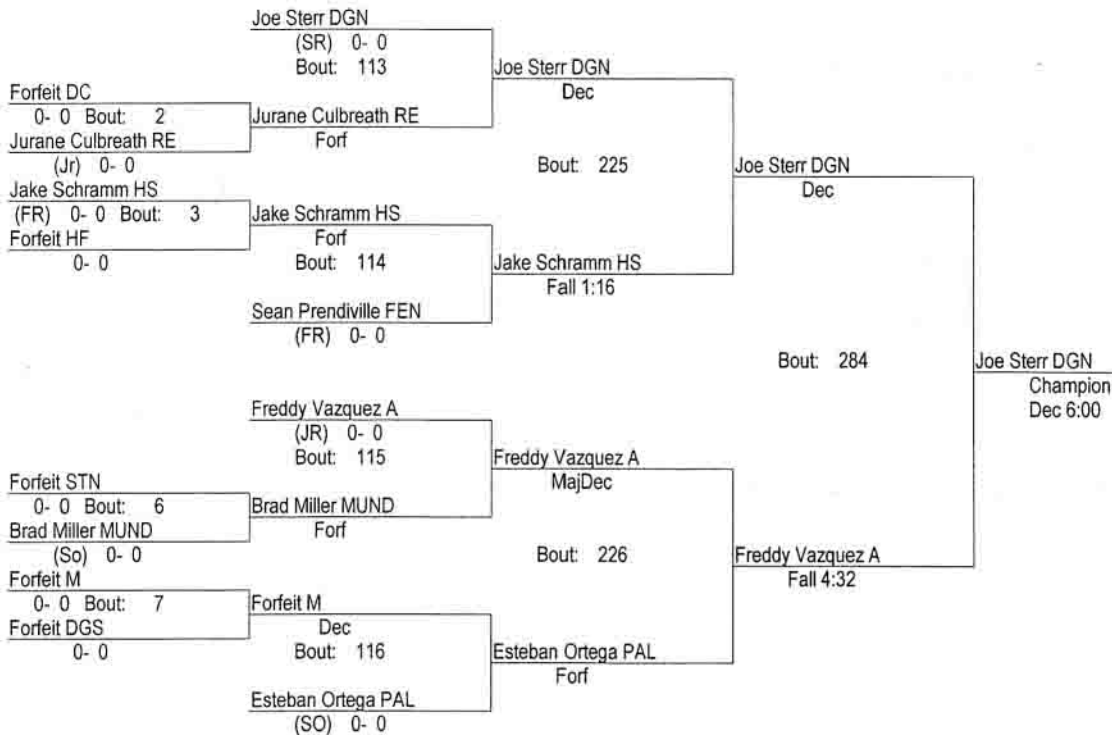 Joe Sterr DGN
(SR) 0- 0
Bout: 113
Joe Sterr DGN
Dec
Forfeit DC
0- 0 Bout: 2
Jurane Culbreath RE
Forf
Jurane Culbreath RE
(Jr) 0- 0
Bout: 225
Joe Sterr DGN
Dec
Jake Schramm HS
(FR) 0- 0 Bout: 3
Jake Schramm HS
Forf
Forfeit HF
0- 0
Bout: 114
Jake Schramm HS
Fall 1:16
Sean Prendiville FEN
(FR) 0- 0
Bout: 284
Joe Sterr DGN
Champion
Dec 6:00
Freddy Vazquez A
(JR) 0- 0
Bout: 115
Freddy Vazquez A
MajDec
Forfeit STN
0- 0 Bout: 6
Brad Miller MUND
Forf
Brad Miller MUND
(So) 0- 0
Bout: 226
Freddy Vazquez A
Fall 4:32
Forfeit M
0- 0 Bout: 7
Forfeit M
Dec
Forfeit DGS
0- 0
Bout: 116
Esteban Ortega PAL
Forf
Esteban Ortega PAL
(SO) 0- 0